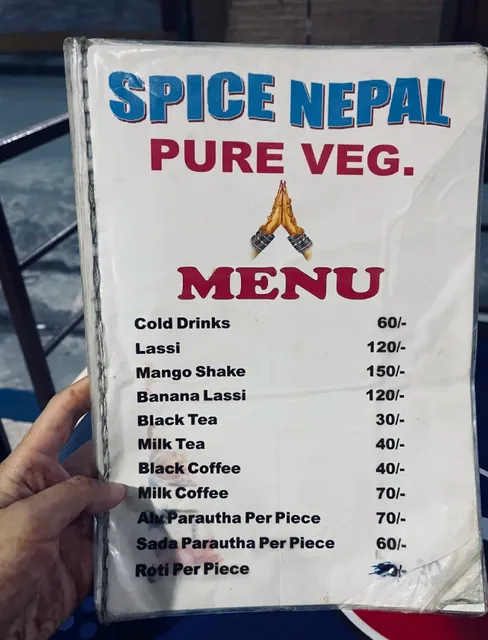 SPICE NEPAL
PURE VEG.
MENU
Cold Drinks 60/-
Lassi 120/-
Mango Shake 150/-
Banana Lassi 120/-
Black Tea 30/-
Milk Tea 40/-
Black Coffee 40/-
Milk Coffee 70/-
Alu Parautha Per Piece 70/-
Sada Parautha Per Piece 60/-
Roti Per Piece